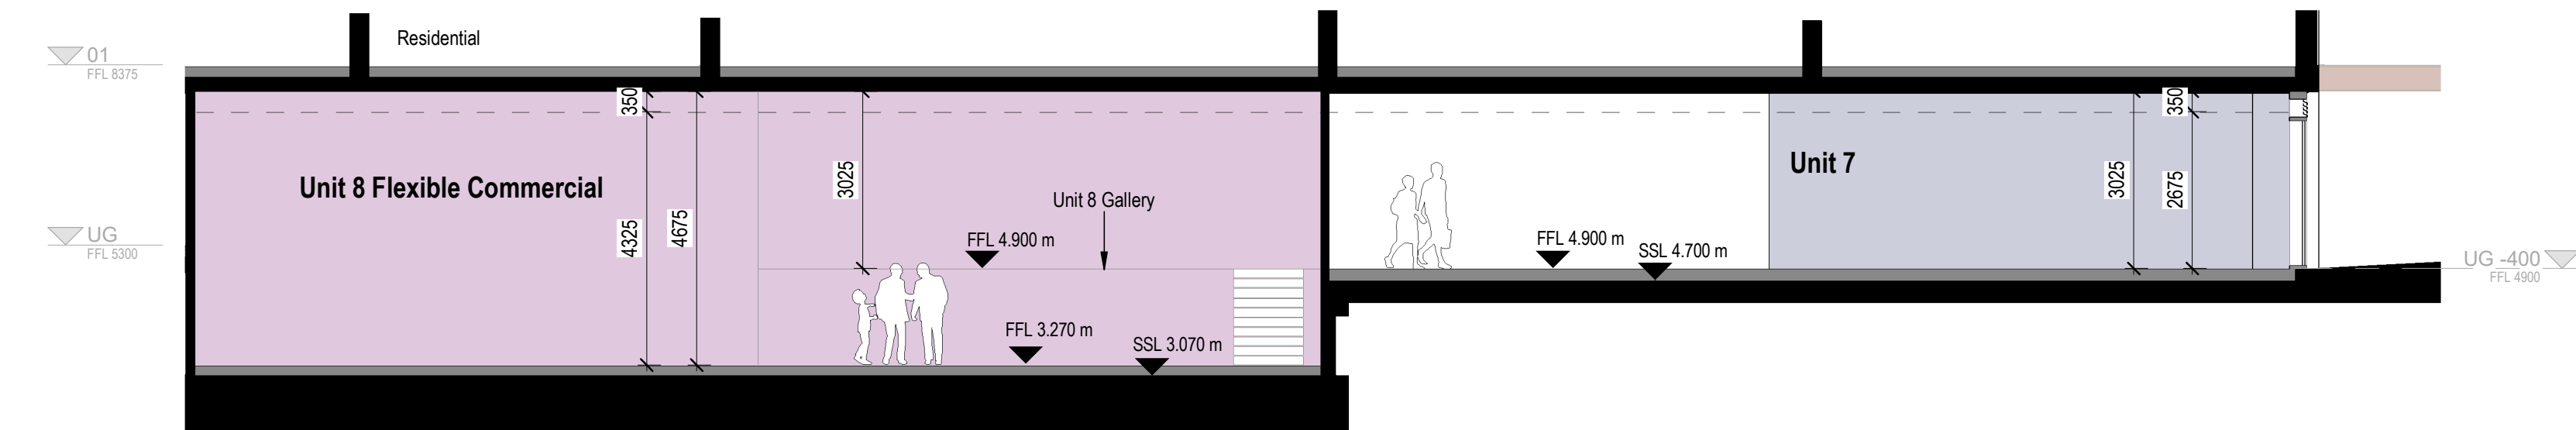 Residential
01
FFL 8375
350
350
Unit 8 Flexible Commercial
3025
Unit 7
3025
2675
Unit 8 Gallery
4325
4675
UG
FFL 5300
FFL 4.900 m
FFL 4.900 m
SSL 4.700 m
UG -400
FFL 4900
FFL 3.270 m
SSL 3.070 m